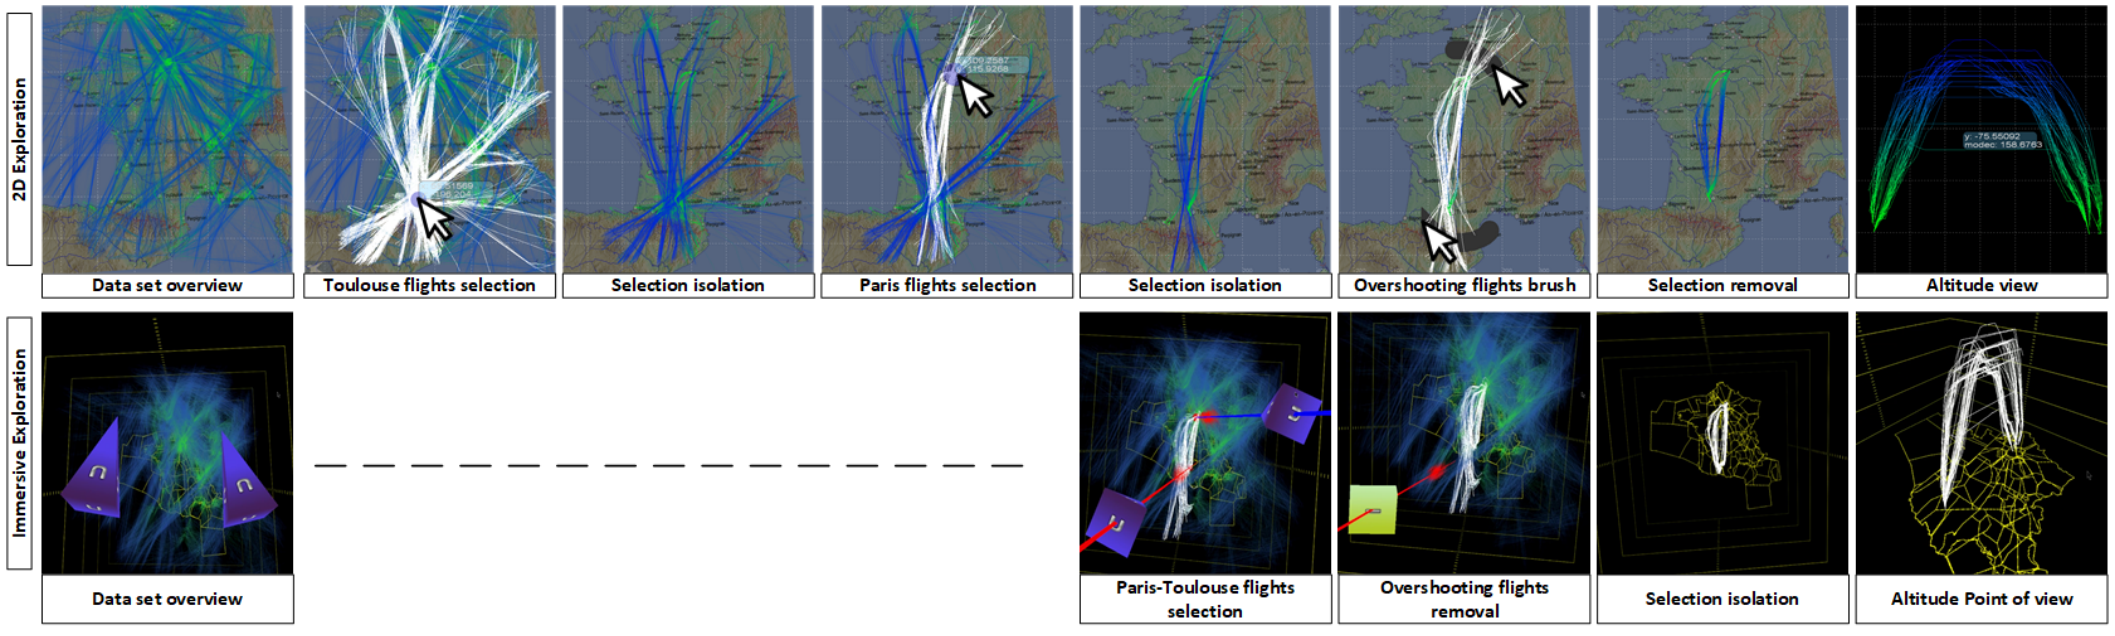 2D Exploration
Data set overview
Toulouse flights selection
Selection isolation
Paris flights selection
Selection isolation
Overshooting flights brush
Selection removal
y: -75.55092
modec: 158.6763
Altitude view
Immersive Exploration
Data set overview
Paris-Toulouse flights
selection
Overshooting flights
removal
Selection isolation
Altitude Point of view